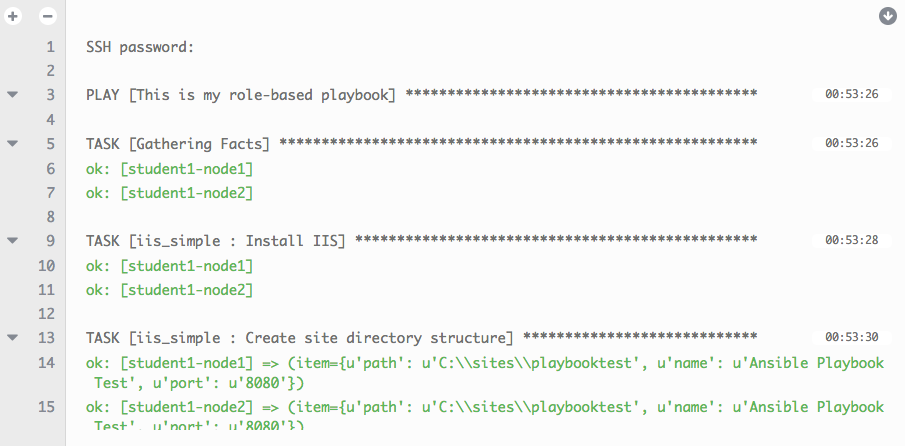 1 SSH password:
2
3 PLAY [This is my role-based playbook] ****************************************** 00:53:26
4
5 TASK [Gathering Facts] ********************************************************* 00:53:26
6 ok: [student1-node1]
7 ok: [student1-node2]
8
9 TASK [iis_simple : Install IIS] ************************************************ 00:53:28
10 ok: [student1-node1]
11 ok: [student1-node2]
12
13 TASK [iis_simple : Create site directory structure] **************************** 00:53:30
14 ok: [student1-node1] => (item={u'path': u'C:\\sites\\playbooktest', u'name': u'Ansible Playbook
Test', u'port': u'8080'})
15 ok: [student1-node2] => (item={u'path': u'C:\\sites\\playbooktest', u'name': u'Ansible Playbook
Test', u'port': u'8080'})